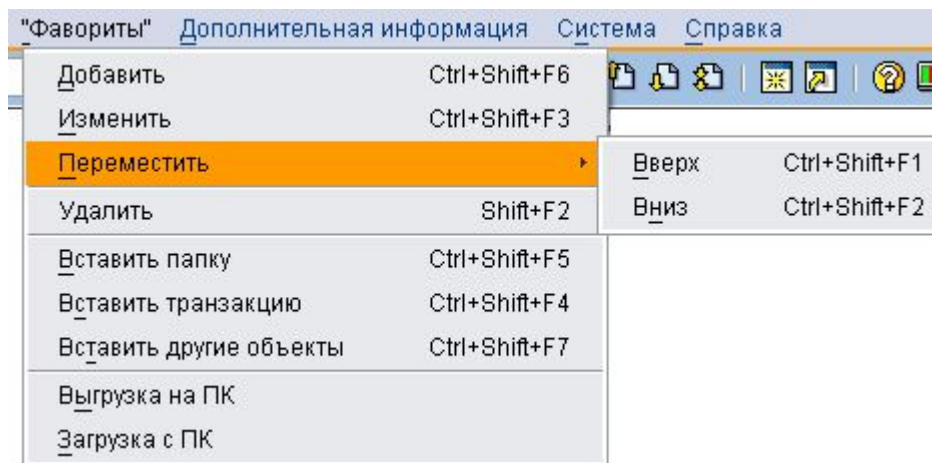 "Фавориты" Дополнительная информация Система Справка
Добавить Ctrl+Shift+F6
Изменить Ctrl+Shift+F3
Переместить
Вверх Ctrl+Shift+F1
Вниз Ctrl+Shift+F2
Удалить Shift+F2
Вставить папку Ctrl+Shift+F5
Вставить транзакцию Ctrl+Shift+F4
Вставить другие объекты Ctrl+Shift+F7
Выгрузка на ПК
Загрузка с ПК